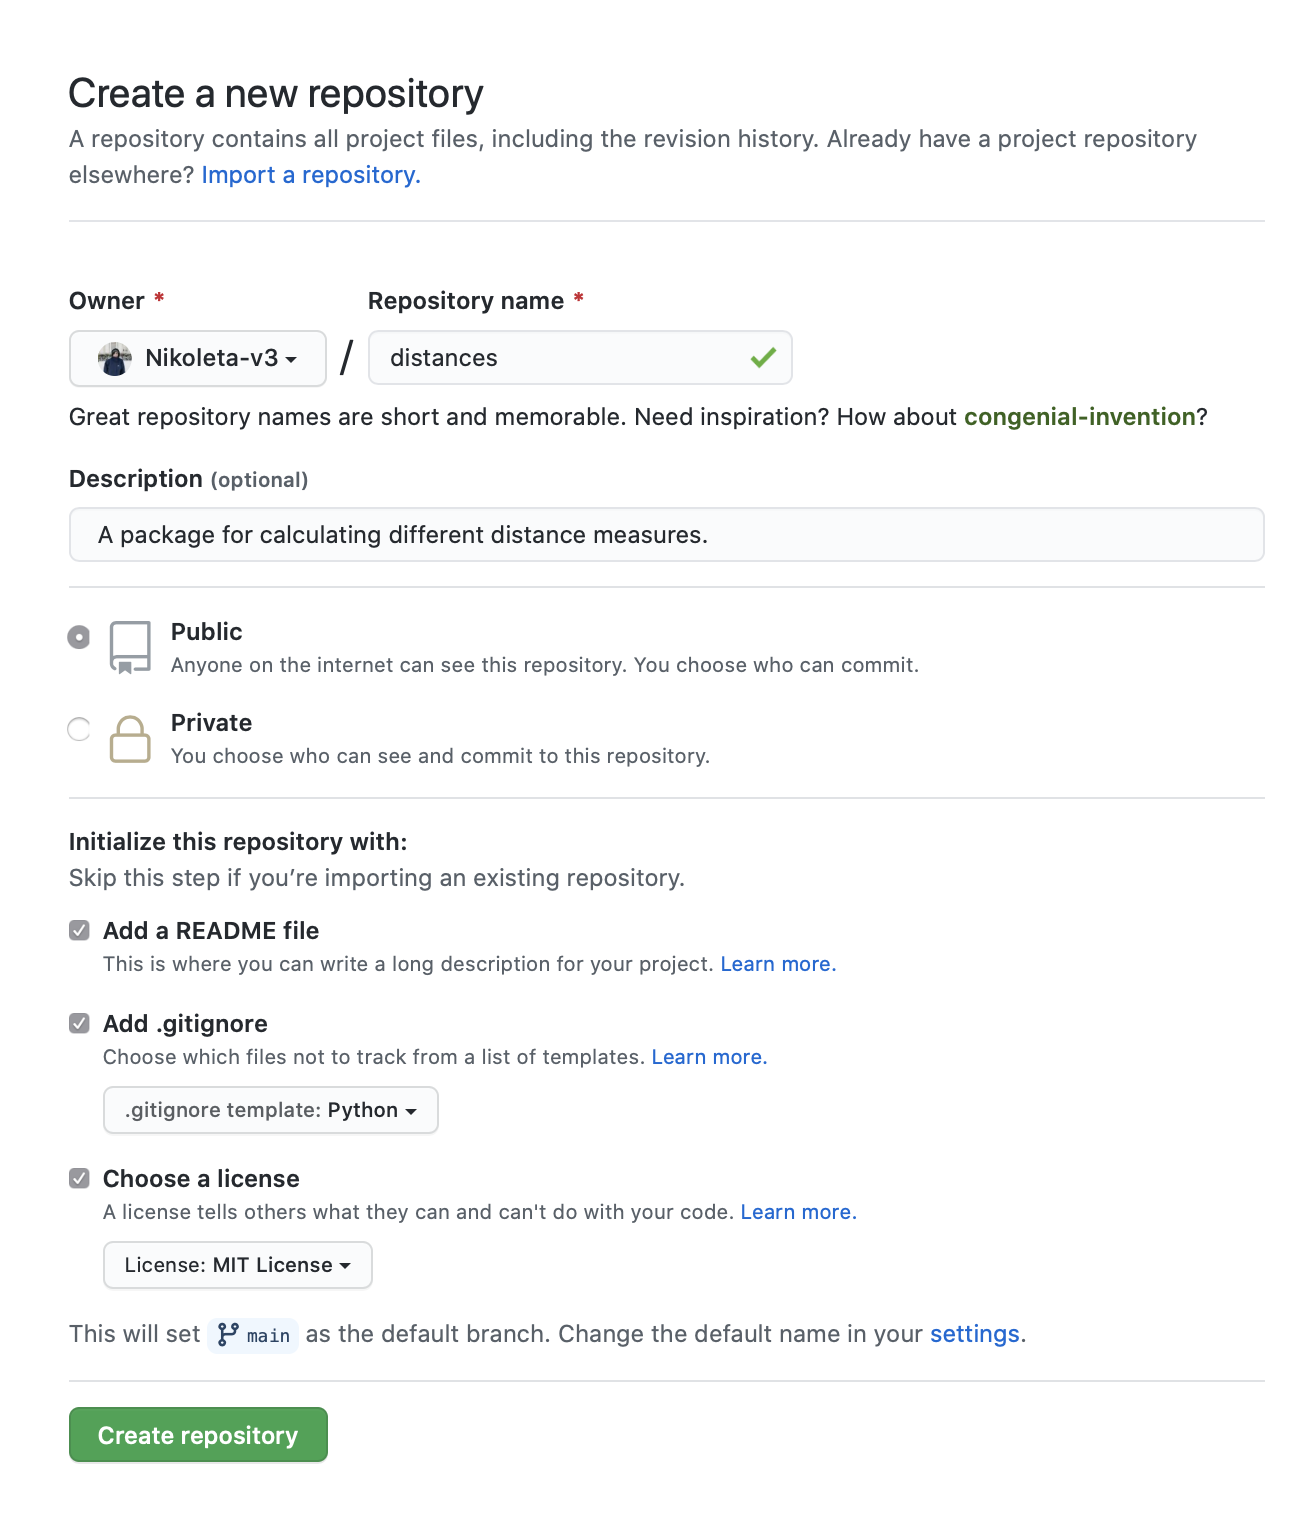 Create a new repository
A repository contains all project files, including the revision history. Already have a project repository
elsewhere? Import a repository.
Owner * Repository name *
Nikoleta-v3 / distances
Great repository names are short and memorable. Need inspiration? How about congenial-invention?
Description (optional)
A package for calculating different distance measures.
Public
Anyone on the internet can see this repository. You choose who can commit.
Private
You choose who can see and commit to this repository.
Initialize this repository with:
Skip this step if you’re importing an existing repository.
Add a README file
This is where you can write a long description for your project. Learn more.
Add .gitignore
Choose which files not to track from a list of templates. Learn more.
.gitignore template: Python
Choose a license
A license tells others what they can and can't do with your code. Learn more.
License: MIT License
This will set main as the default branch. Change the default name in your settings.
Create repository